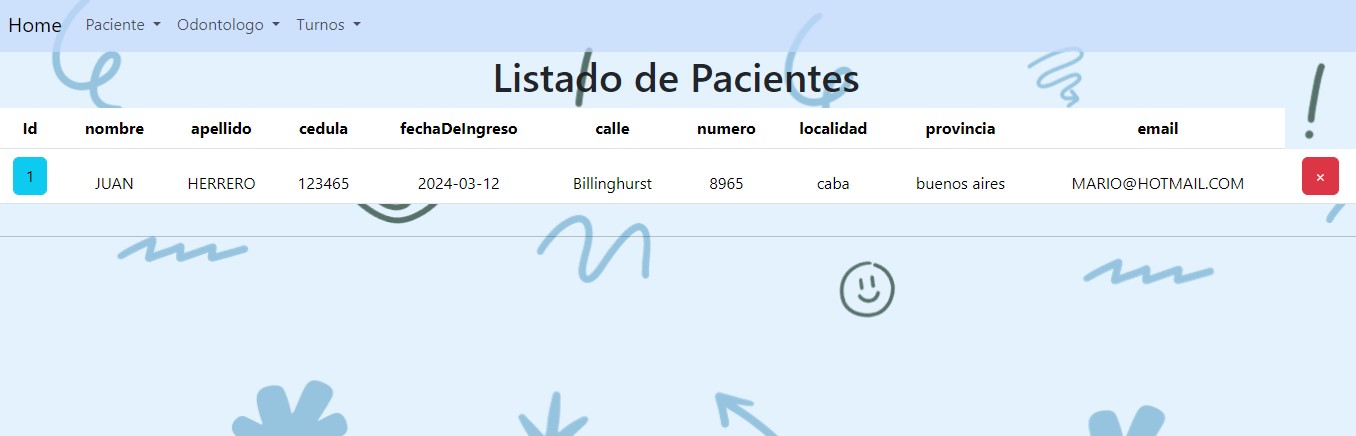 Home Paciente Odontologo Turnos
Listado de Pacientes
Id nombre apellido cedula fechaDeIngreso calle numero localidad provincia email
1 JUAN HERRERO 123465 2024-03-12 Billinghurst 8965 caba buenos aires MARIO@HOTMAIL.COM ×